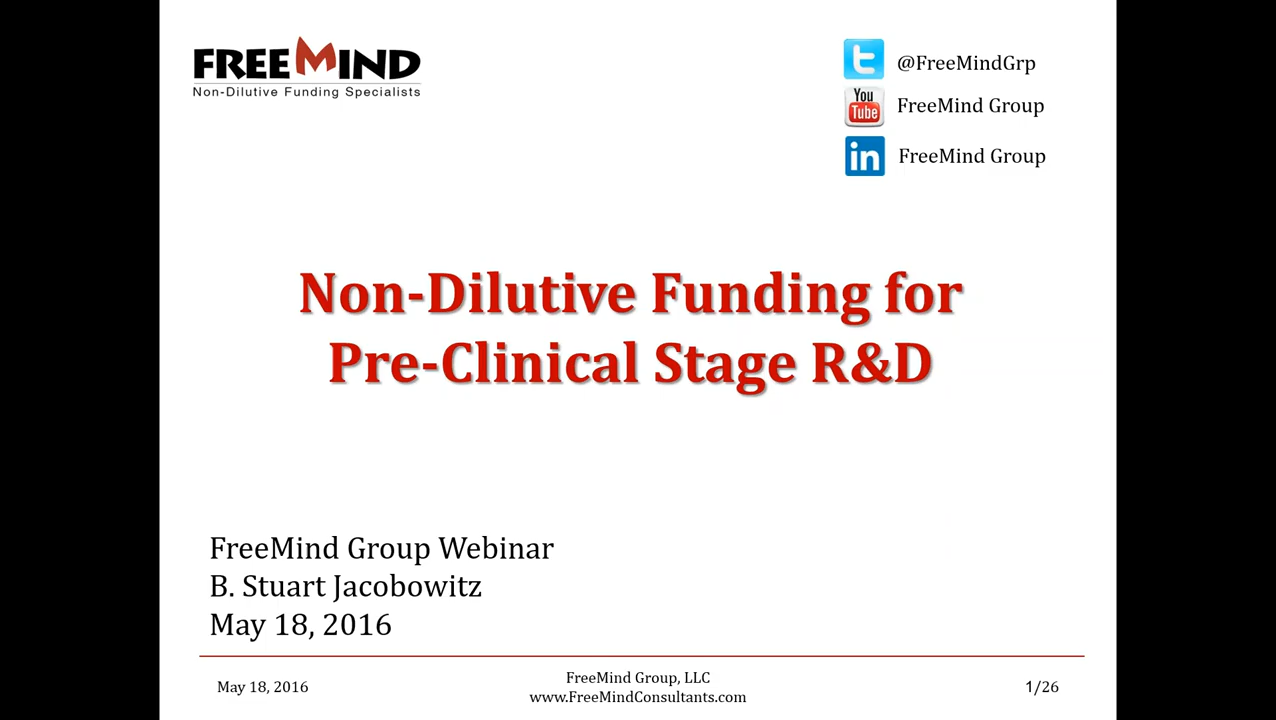 FREEMIND
Non-Dilutive Funding Specialists
@FreeMindGrp
You
Tube
FreeMind Group
in
FreeMind Group
Non-Dilutive Funding for
Pre-Clinical Stage R&D
FreeMind Group Webinar
B. Stuart Jacobowitz
May 18, 2016
May 18, 2016
FreeMind Group, LLC
www.FreeMindConsultants.com
1/26